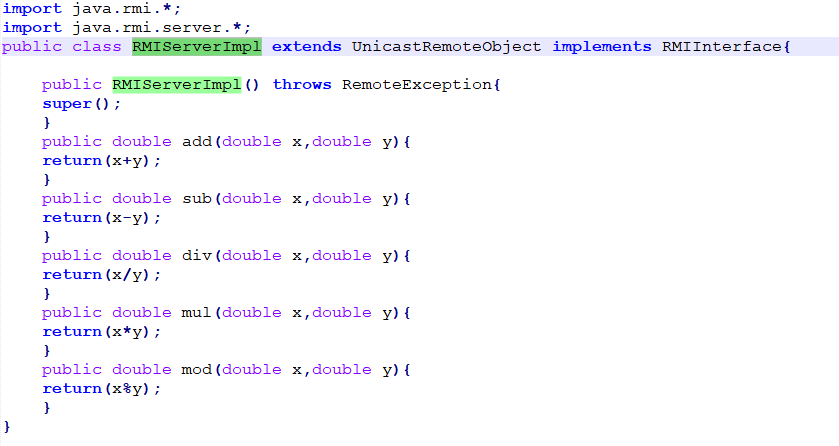 import java.rmi.*;
import java.rmi.server.*;
public class RMIServerImpl extends UnicastRemoteObject implements RMIInterface{

    public RMIServerImpl() throws RemoteException{
    super();
    }
    public double add(double x,double y){
    return(x+y);
    }
    public double sub(double x,double y){
    return(x-y);
    }
    public double div(double x,double y){
    return(x/y);
    }
    public double mul(double x,double y){
    return(x*y);
    }
    public double mod(double x,double y){
    return(x%y);
    }
}